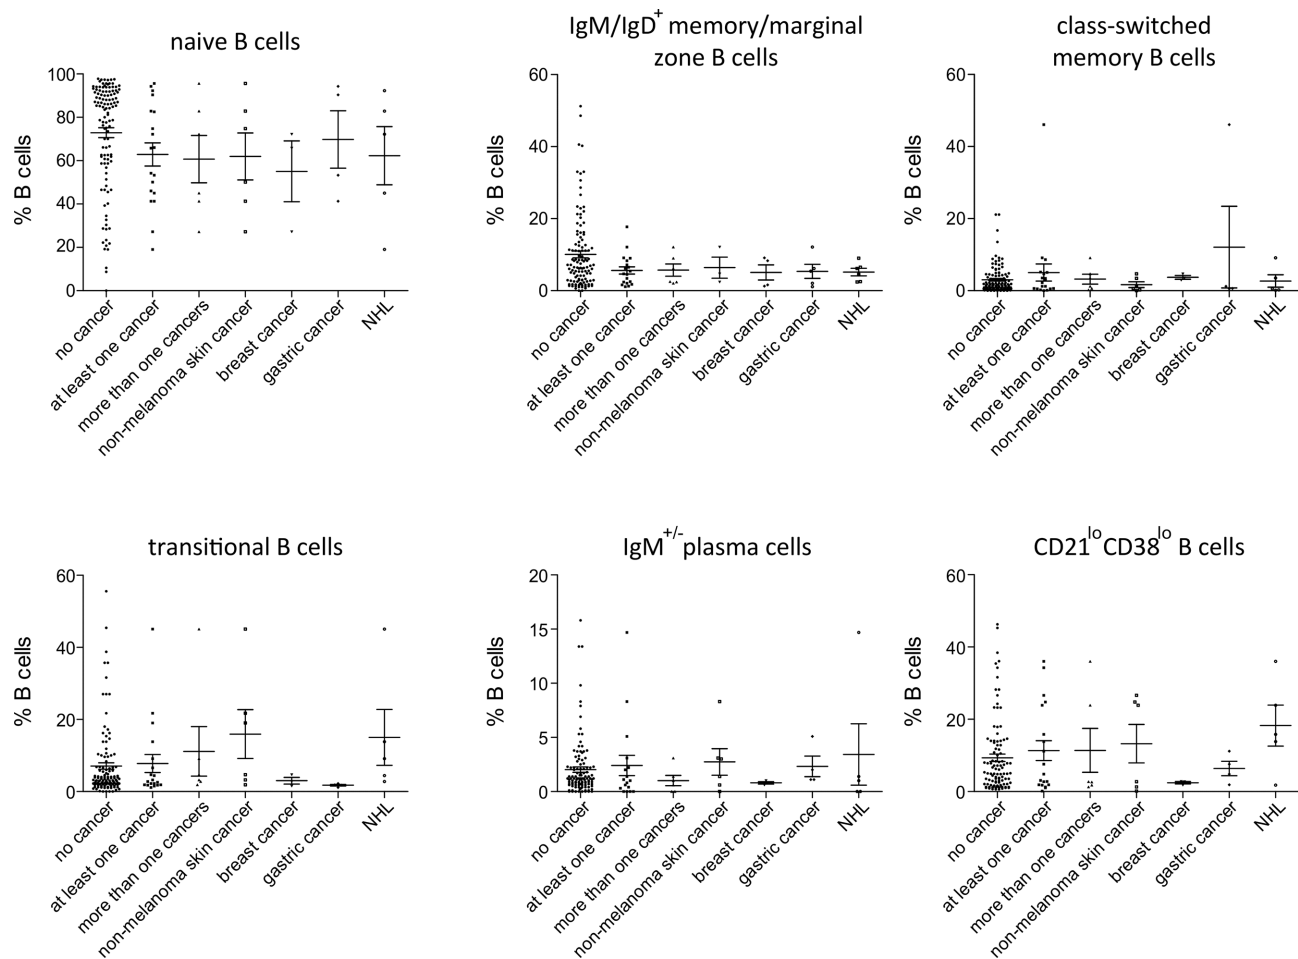 naive B cells
% B cells
100
80
60
40
20
0
no cancer
at least one cancer
more than one cancers
non-melanoma skin cancer
breast cancer
gastric cancer
NHL
IgM/IgD+ memory/marginal
zone B cells
% B cells
60
40
20
0
no cancer
at least one cancer
more than one cancers
non-melanoma skin cancer
breast cancer
gastric cancer
NHL
class-switched
memory B cells
% B cells
60
40
20
0
no cancer
at least one cancer
more than one cancers
non-melanoma skin cancer
breast cancer
gastric cancer
NHL
transitional B cells
% B cells
60
40
20
0
no cancer
at least one cancer
more than one cancers
non-melanoma skin cancer
breast cancer
gastric cancer
NHL
IgM+/- plasma cells
% B cells
20
15
10
5
0
no cancer
at least one cancer
more than one cancers
non-melanoma skin cancer
breast cancer
gastric cancer
NHL
CD21loCD38lo B cells
% B cells
60
40
20
0
no cancer
at least one cancer
more than one cancers
non-melanoma skin cancer
breast cancer
gastric cancer
NHL